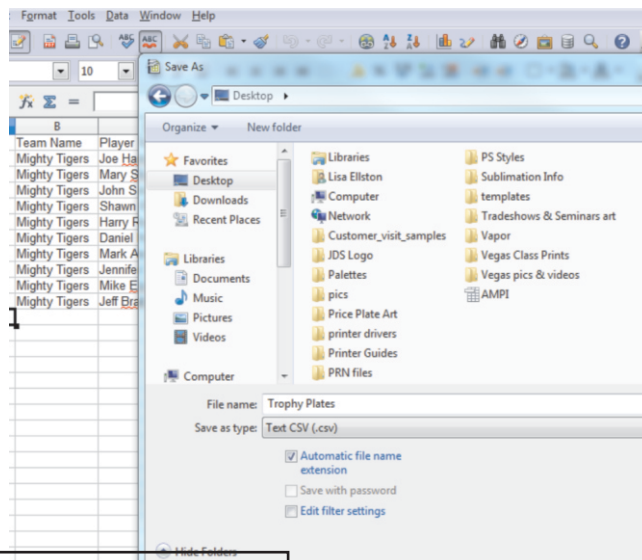 Format Tools Data Window Help
10
Save As
Desktop
fx Σ =
Organize New folder
B
Team Name Player
Mighty Tigers Joe Ha
Mighty Tigers Mary S
Mighty Tigers John S
Mighty Tigers Shawn
Mighty Tigers Harry R
Mighty Tigers Daniel
Mighty Tigers Mark A
Mighty Tigers Jennife
Mighty Tigers Mike E
Mighty Tigers Jeff Bra
Favorites
Desktop
Downloads
Recent Places
Libraries
Documents
Music
Pictures
Videos
Computer
Libraries
Lisa Ellston
Computer
Network
Customer_visit_samples
JDS Logo
Palettes
pics
Price Plate Art
printer drivers
Printer Guides
PRN files
PS Styles
Sublimation Info
templates
Tradeshows & Seminars art
Vapor
Vegas Class Prints
Vegas pics & videos
AMPI
File name: Trophy Plates
Save as type: Text CSV (.csv)
Automatic file name
extension
Save with password
Edit filter settings
Hide Folders